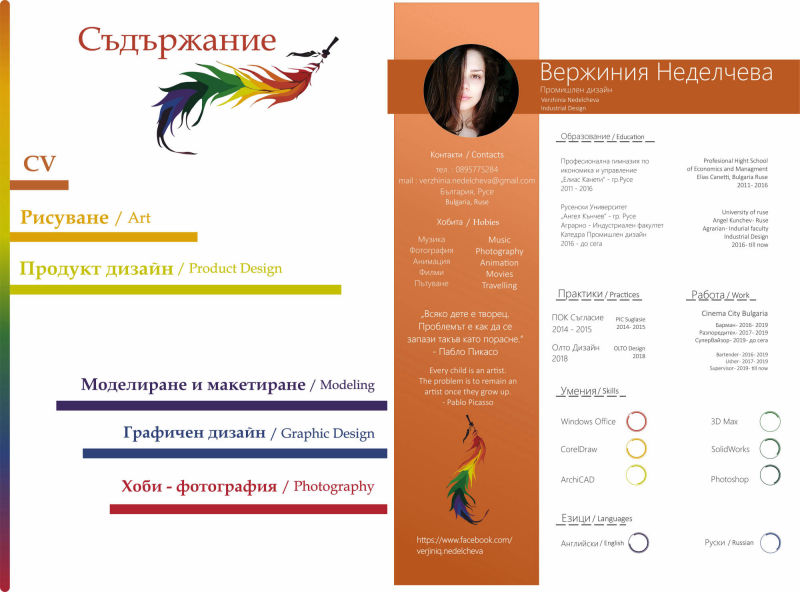 Съдържание
CV
Рисуване / Art
Продукт дизайн / Product Design
Моделиране и макетиране / Modeling
Графичен дизайн / Graphic Design
Хоби - фотография / Photography
Вержиния Неделчева
Промишлен дизайн
Verzhinia Nedelcheva
Industrial Design
Контакти / Contacts
тел. : 0895775284
mail : verzhinia.nedelcheva@gmail.com
България, Русе
Bulgaria, Ruse
Хобита / Hobies
Музика
Фотография
Анимация
Филми
Пътуване
Music
Photography
Animation
Movies
Travelling
„Всяко дете е творец.
Проблемът е как да се
запази такъв като порасне.“
- Пабло Пикасо
Every child is an artist.
The problem is to remain an
artist once they grow up.
- Pablo Picasso
https://www.facebook.com/
verjiniq.nedelcheva
Образование / Education
Професионална гимназия по
икономика и управление
„Елиас Канети“ - гр.Русе
2011 - 2016
Profesional Hight School
of Economics and Managment
Elias Canetti, Bulgaria Ruse
2011- 2016
Русенски Университет
„Ангел Кънчев“ - гр. Русе
Аграрно - Индустриален факултет
Катедра Промишлен дизайн
2016 - до сега
University of ruse
Angel Kunchev- Ruse
Agrarian- Indurial faculty
Industrial Design
2016- till now
Практики / Practices
ПОК Съгласие
2014 - 2015
PIC Suglasie
2014- 2015
Олто Дизайн
2018
OLTO Design
2018
Работа / Work
Cinema City Bulgaria
Барман- 2016- 2019
Разпоредител- 2017- 2019
СуперВайзор- 2019- до сега
Bartender- 2016- 2019
Usher- 2017- 2019
Supervisor- 2019- till now
Умения / Skills
Windows Office
CorelDraw
ArchiCAD
3D Max
SolidWorks
Photoshop
Езици / Languages
Английски / English
Руски / Russian